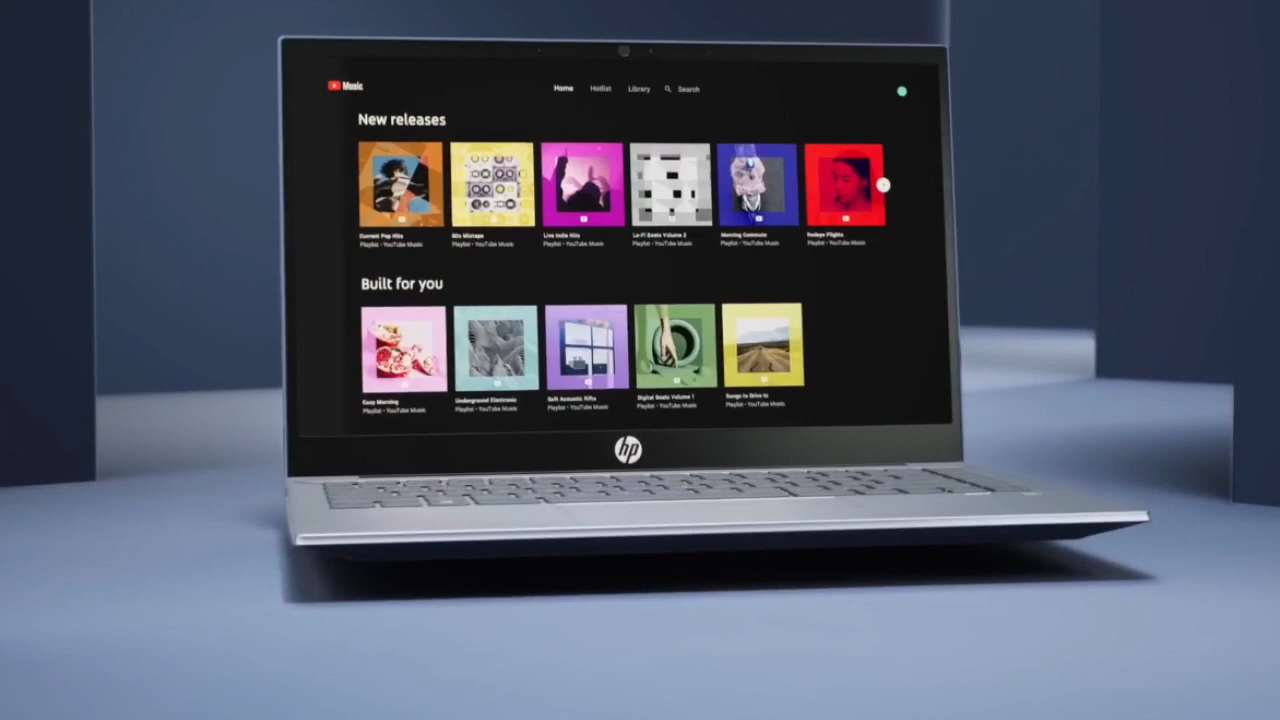 Music
Home Hotlist Library Search
New releases
Current Pop Hits
Playlist • YouTube Music
80s Mixtape
Playlist • YouTube Music
Live Indie Hits
Playlist • YouTube Music
Lo-Fi Beats Volume 2
Playlist • YouTube Music
Morning Commute
Playlist • YouTube Music
Redeye Flights
Playlist • YouTube Music
Built for you
Easy Morning
Playlist • YouTube Music
Underground Electronic
Playlist • YouTube Music
Soft Acoustic Riffs
Playlist • YouTube Music
Digital Beats Volume 1
Playlist • YouTube Music
Songs to Drive to
Playlist • YouTube Music
hp